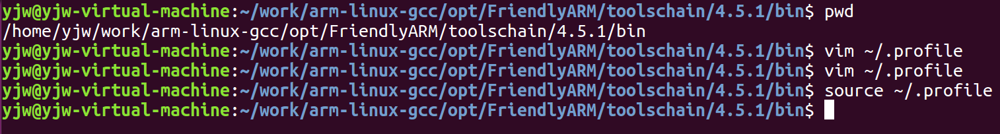 yjw@yjw-virtual-machine:~/work/arm-linux-gcc/opt/FriendlyARM/toolschain/4.5.1/bin$ pwd
/home/yjw/work/arm-linux-gcc/opt/FriendlyARM/toolschain/4.5.1/bin
yjw@yjw-virtual-machine:~/work/arm-linux-gcc/opt/FriendlyARM/toolschain/4.5.1/bin$ vim ~/.profile
yjw@yjw-virtual-machine:~/work/arm-linux-gcc/opt/FriendlyARM/toolschain/4.5.1/bin$ vim ~/.profile
yjw@yjw-virtual-machine:~/work/arm-linux-gcc/opt/FriendlyARM/toolschain/4.5.1/bin$ source ~/.profile
yjw@yjw-virtual-machine:~/work/arm-linux-gcc/opt/FriendlyARM/toolschain/4.5.1/bin$